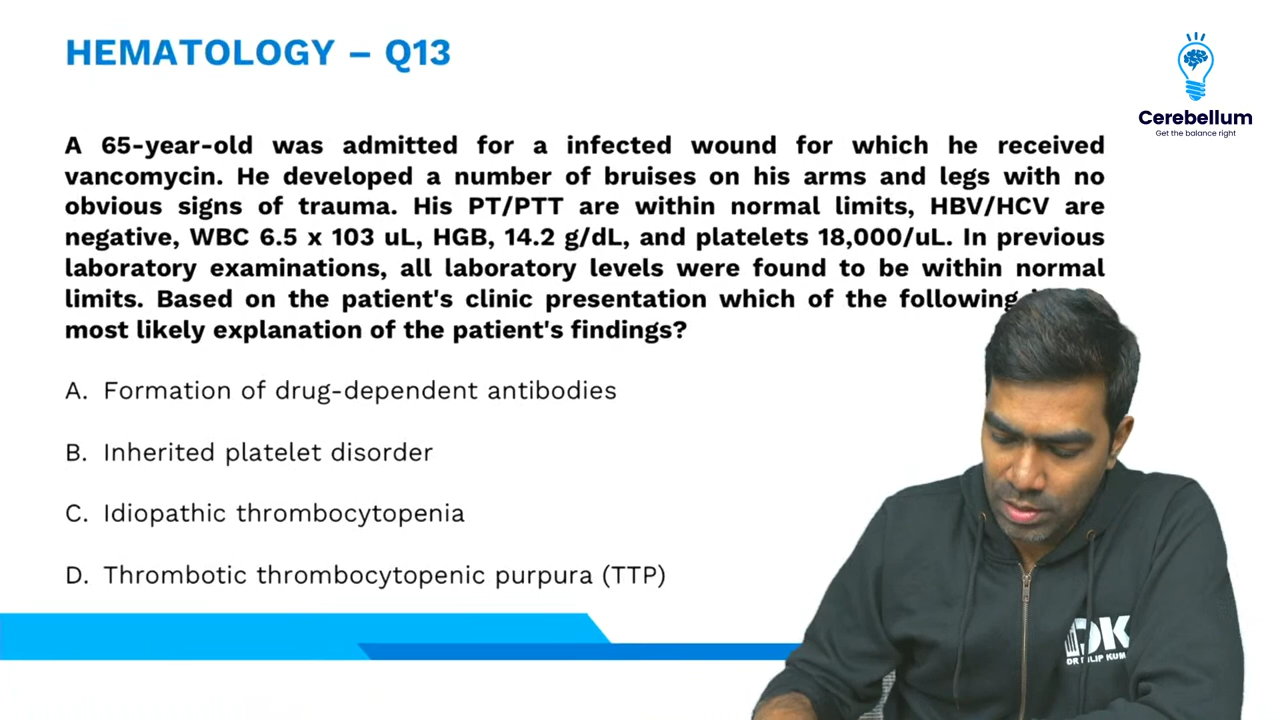 HEMATOLOGY – Q13
Cerebellum
Get the balance right
A 65-year-old was admitted for a infected wound for which he received
vancomycin. He developed a number of bruises on his arms and legs with no
obvious signs of trauma. His PT/PTT are within normal limits, HBV/HCV are
negative, WBC 6.5 x 103 uL, HGB, 14.2 g/dL, and platelets 18,000/uL. In previous
laboratory examinations, all laboratory levels were found to be within normal
limits. Based on the patient's clinic presentation which of the following
most likely explanation of the patient's findings?
A. Formation of drug-dependent antibodies
B. Inherited platelet disorder
C. Idiopathic thrombocytopenia
D. Thrombotic thrombocytopenic purpura (TTP)
DK